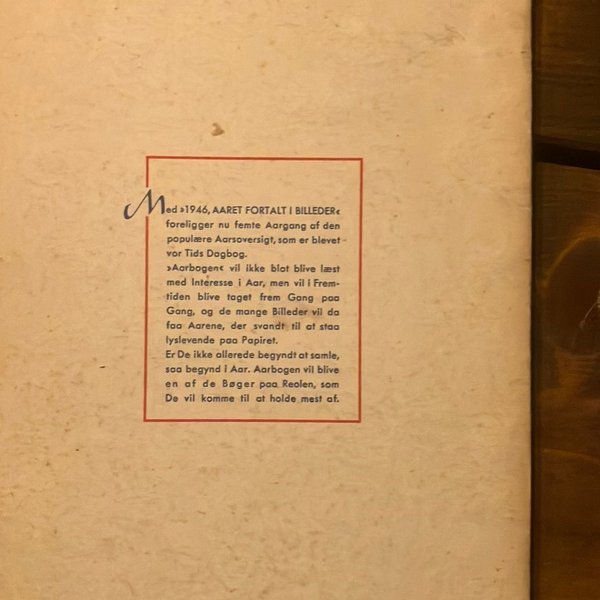 Med »1946, AARET FORTALT I BILLEDER«
foreligger nu femte Aargang af den
populære Aarsoversigt, som er blevet
vor Tids Dagbog.
»Aarbogen« vil ikke blot blive læst
med Interesse i Aar, men vil i Frem-
tiden blive taget frem Gang paa
Gang, og de mange Billeder vil da
faa Aarene, der svandt til at staa
lyslevende paa Papiret.
Er De ikke allerede begyndt at samle,
saa begynd i Aar. Aarbogen vil blive
en af de Bøger paa Reolen, som
De vil komme til at holde mest af.